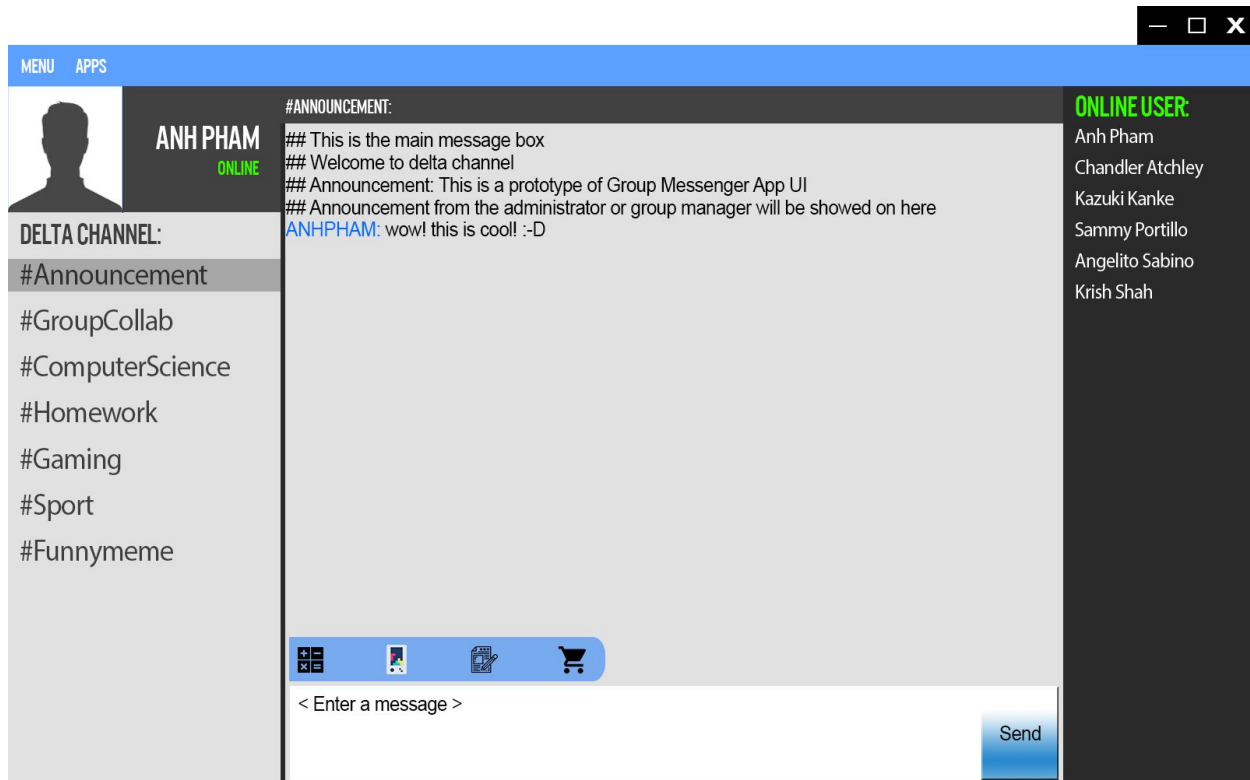 MENU APPS
ANH PHAM
ONLINE
DELTA CHANNEL:
#Announcement
#GroupCollab
#ComputerScience
#Homework
#Gaming
#Sport
#Funnymeme
#ANNOUNCEMENT:
## This is the main message box
## Welcome to delta channel
## Announcement: This is a prototype of Group Messenger App UI
## Announcement from the administrator or group manager will be showed on here
ANHPHAM: wow! this is cool! :-D
< Enter a message >
Send
ONLINE USER:
Anh Pham
Chandler Atchley
Kazuki Kanke
Sammy Portillo
Angelito Sabino
Krish Shah